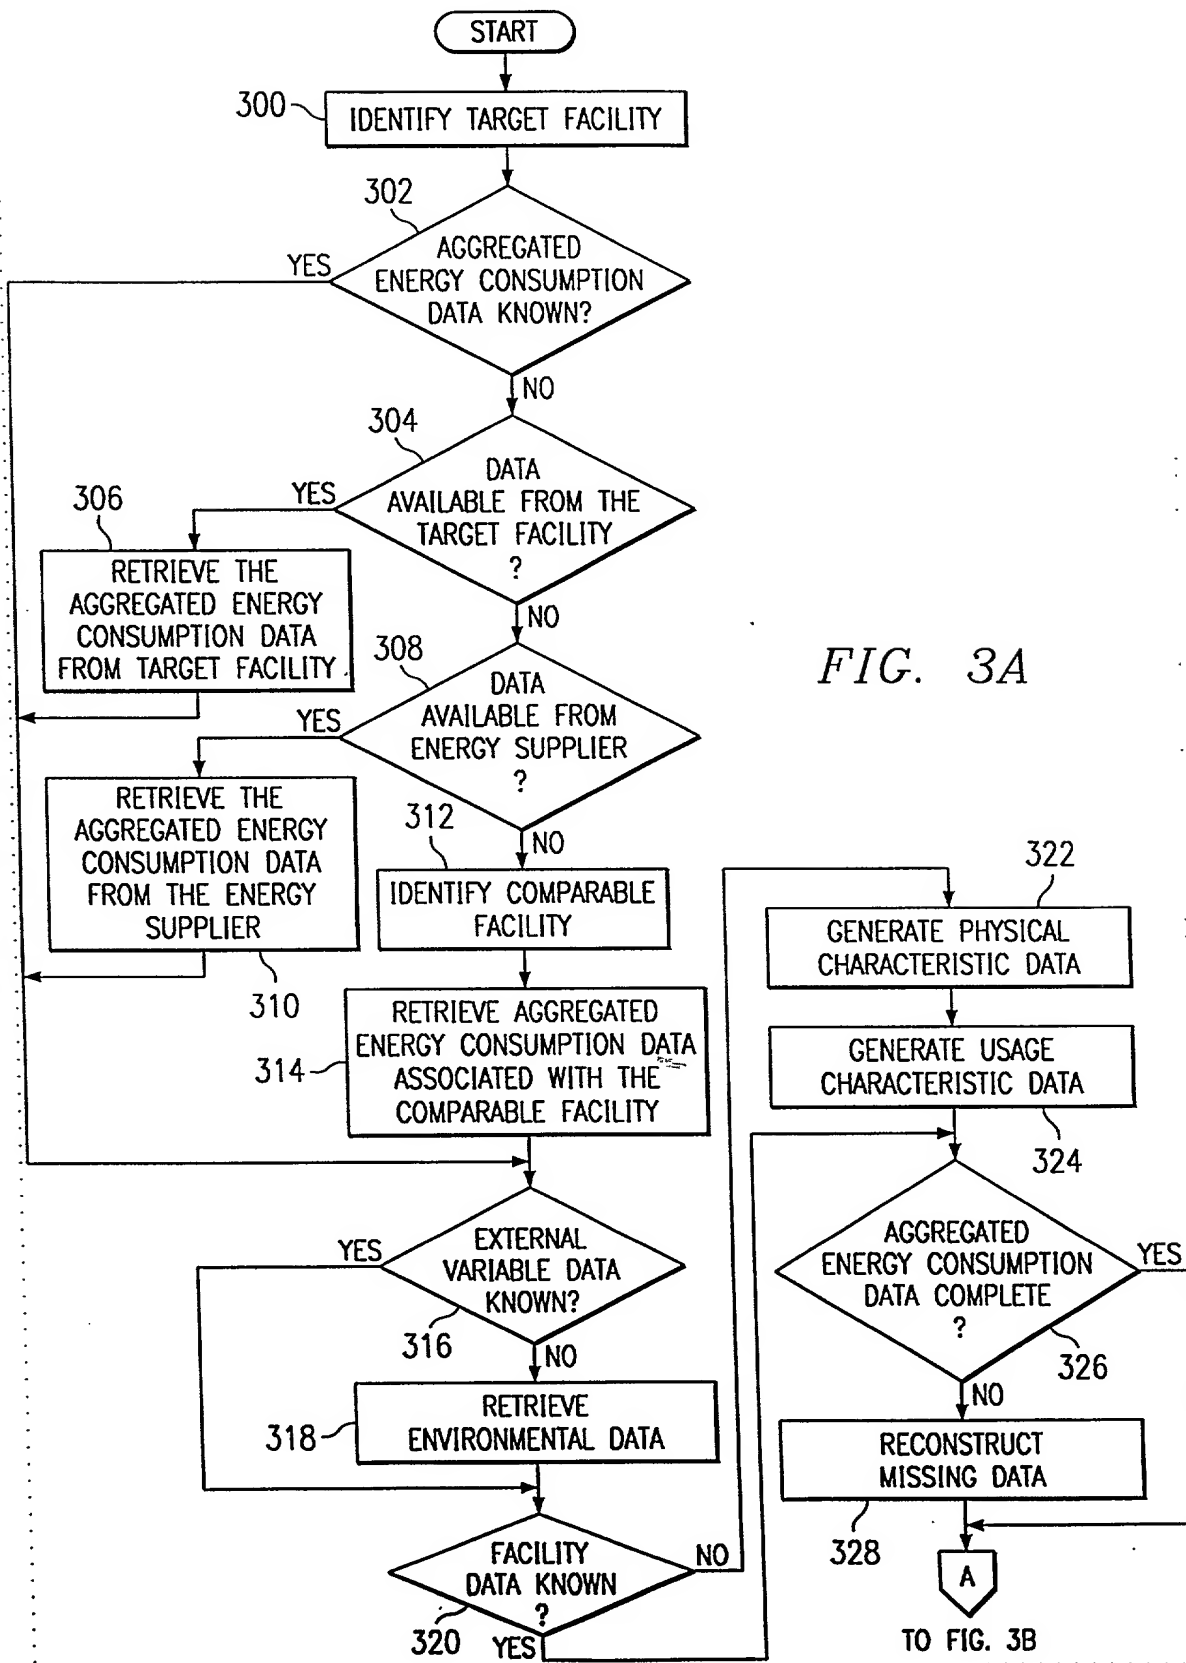 START
300
IDENTIFY TARGET FACILITY
302
AGGREGATED
ENERGY CONSUMPTION
DATA KNOWN?
YES
NO
304
DATA
AVAILABLE FROM THE
TARGET FACILITY
?
YES
NO
306
RETRIEVE THE
AGGREGATED ENERGY
CONSUMPTION DATA
FROM TARGET FACILITY
308
DATA
AVAILABLE FROM
ENERGY SUPPLIER
?
YES
NO
FIG. 3A
RETRIEVE THE
AGGREGATED ENERGY
CONSUMPTION DATA
FROM THE ENERGY
SUPPLIER
310
312
IDENTIFY COMPARABLE
FACILITY
314
RETRIEVE AGGREGATED
ENERGY CONSUMPTION DATA
ASSOCIATED WITH THE
COMPARABLE FACILITY
EXTERNAL
VARIABLE DATA
KNOWN?
YES
316
NO
318
RETRIEVE
ENVIRONMENTAL DATA
FACILITY
DATA KNOWN
?
NO
320
YES
322
GENERATE PHYSICAL
CHARACTERISTIC DATA
GENERATE USAGE
CHARACTERISTIC DATA
324
AGGREGATED
ENERGY CONSUMPTION
DATA COMPLETE
?
YES
326
NO
RECONSTRUCT
MISSING DATA
328
A
TO FIG. 3B